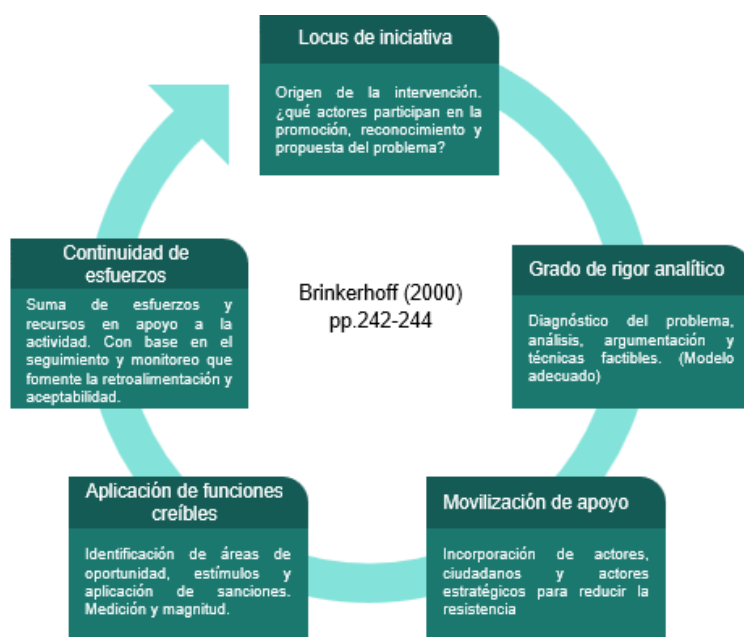 Locus de iniciativa
Origen de la intervención.
¿qué actores participan en la
promoción, reconocimiento y
propuesta del problema?
Grado de rigor analítico
Diagnóstico del problema,
análisis, argumentación y
técnicas factibles. (Modelo
adecuado)
Movilización de apoyo
Incorporación de actores,
ciudadanos y actores
estratégicos para reducir la
resistencia
Aplicación de funciones
creíbles
Identificación de áreas de
oportunidad, estímulos y
aplicación de sanciones.
Medición y magnitud.
Continuidad de
esfuerzos
Suma de esfuerzos y
recursos en apoyo a la
actividad. Con base en el
seguimiento y monitoreo que
fomente la retroalimentación y
aceptabilidad.
Brinkerhoff (2000)
pp.242-244